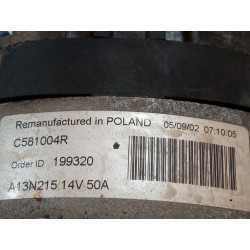 Remanufactured in POLAND 05/09/02 07:10:05
C581004R
Order ID 199320
A13N215 14V 50A